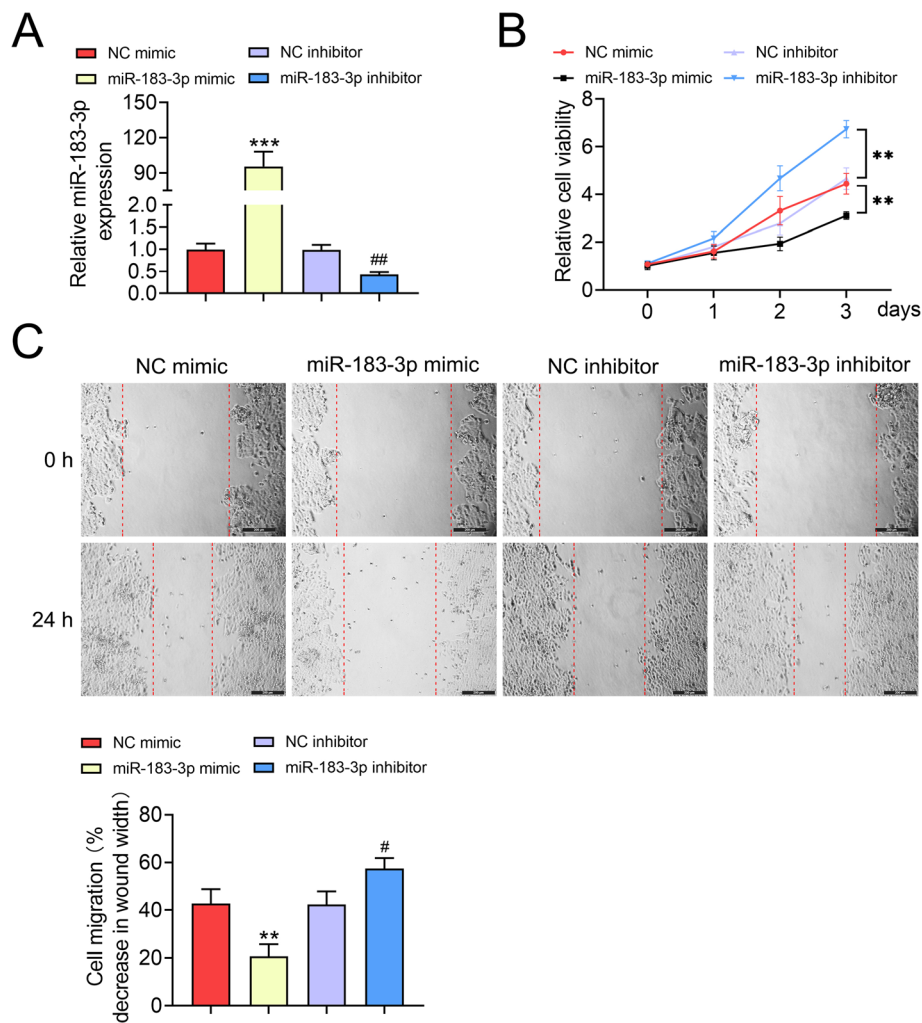 A
NC mimic
NC inhibitor
miR-183-3p mimic
miR-183-3p inhibitor
Relative miR-183-3p
expression
150
120
90
2.0
1.5
1.0
0.5
0.0
***
##
B
NC mimic
NC inhibitor
miR-183-3p mimic
miR-183-3p inhibitor
Relative cell viability
8
6
4
2
0
**
**
0
1
2
3
days
C
NC mimic
miR-183-3p mimic
NC inhibitor
miR-183-3p inhibitor
0 h
24 h
NC mimic
NC inhibitor
miR-183-3p mimic
miR-183-3p inhibitor
Cell migration（%
decrease in wound width）
80
60
40
20
0
**
#